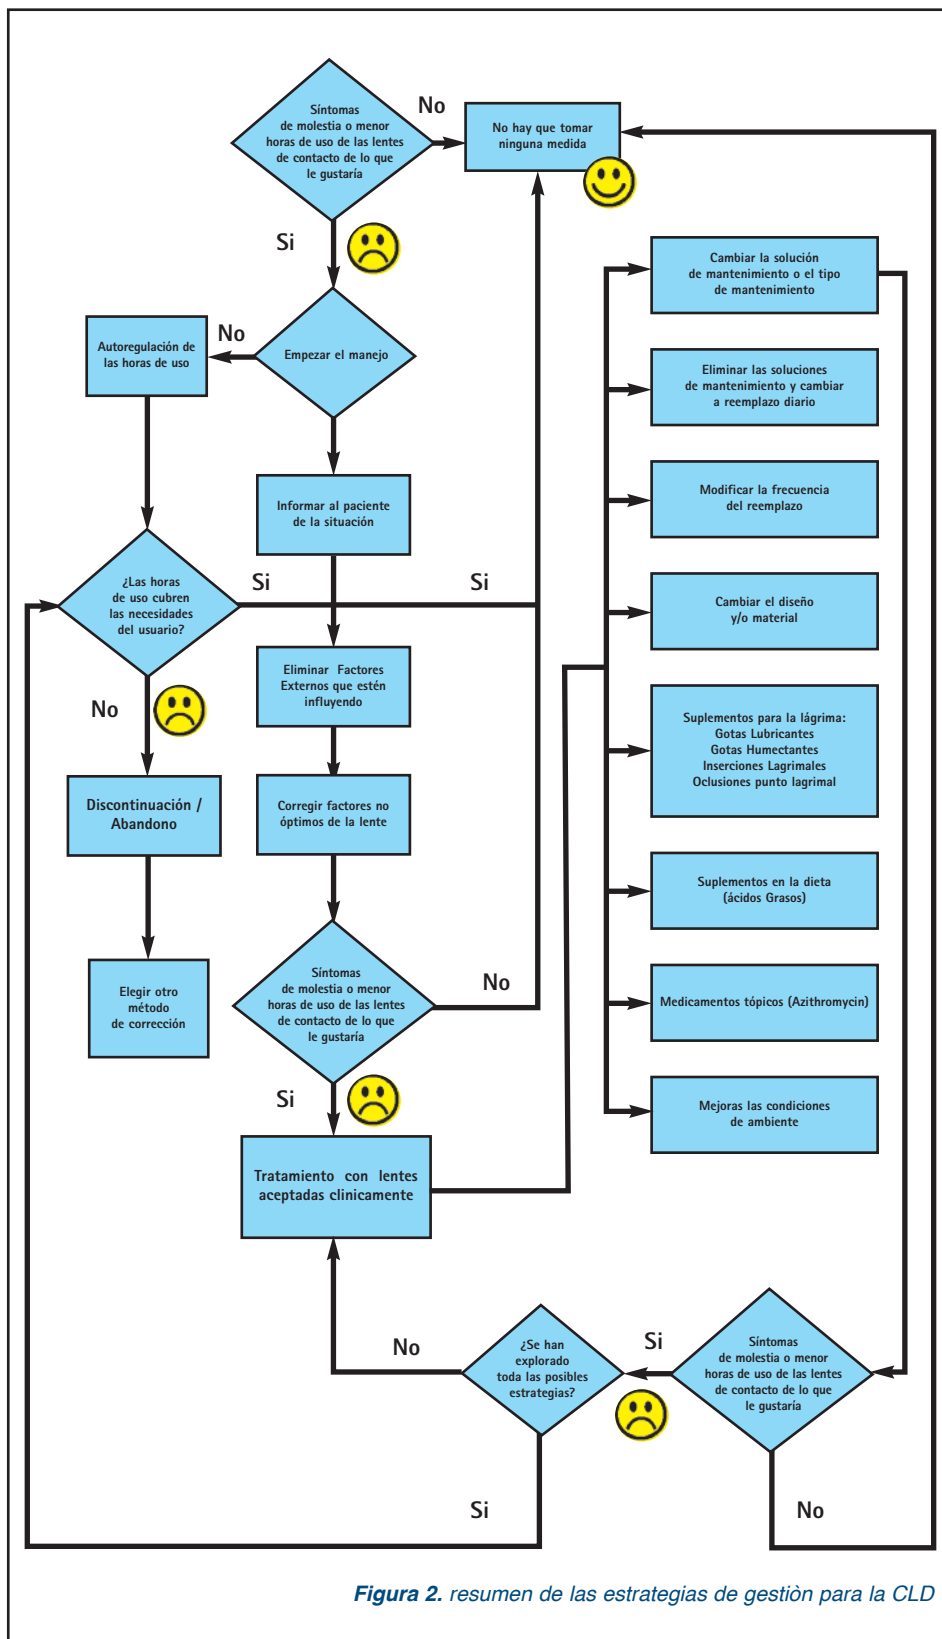 Síntomas
de molestia o menor
horas de uso de las lentes
de contacto de lo que
le gustaría
No
No hay que tomar
ninguna medida
Si
Empezar el manejo
No
Autoregulación de
las horas de uso
Informar al paciente
de la situación
¿Las horas
de uso cubren
las necesidades
del usuario?
Si
Si
No
Discontinuación /
Abandono
Elegir otro
método
de corrección
Eliminar Factores
Externos que estén
influyendo
Corregir factores no
óptimos de la lente
Síntomas
de molestia o menor
horas de uso de las lentes
de contacto de lo que
le gustaría
No
Si
Tratamiento con lentes
aceptadas clinicamente
Cambiar la solución
de mantenimiento o el tipo
de mantenimiento
Eliminar las soluciones
de mantenimiento y cambiar
a reemplazo diario
Modificar la frecuencia
del reemplazo
Cambiar el diseño
y/o material
Suplementos para la lágrima:
Gotas Lubricantes
Gotas Humectantes
Inserciones Lagrimales
Oclusiones punto lagrimal
Suplementos en la dieta
(ácidos Grasos)
Medicamentos tópicos (Azithromycin)
Mejoras las condiciones
de ambiente
Síntomas
de molestia o menor
horas de uso de las lentes
de contacto de lo que
le gustaría
Si
No
¿Se han
explorado
toda las posibles
estrategias?
No
Si
Figura 2. resumen de las estrategias de gestiòn para la CLD